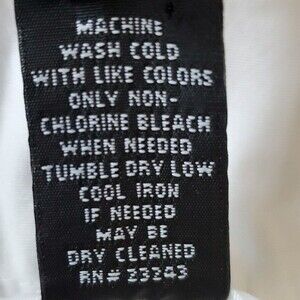 MACHINE
WASH COLD
WITH LIKE COLORS
ONLY NON-
CHLORINE BLEACH
WHEN NEEDED
TUMBLE DRY LOW
COOL IRON
IF NEEDED
MAY BE
DRY CLEANED
RN# 23243